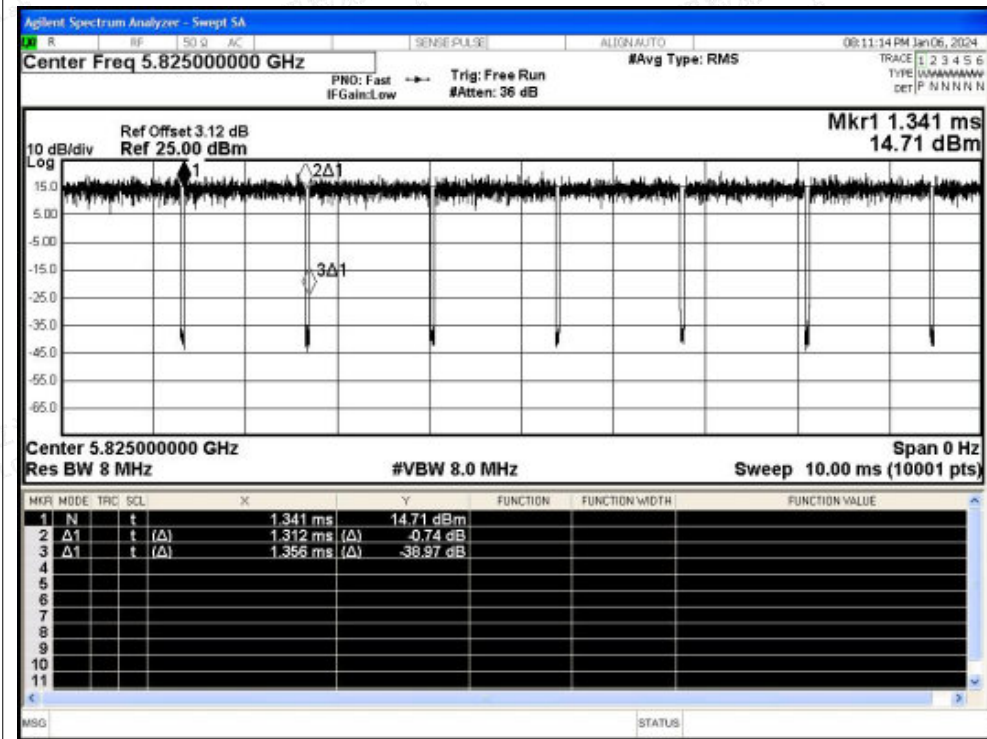 Agilent Spectrum Analyzer - Swept SA
LXI R RF 50 Ω AC SENSE:PULSE ALIGN AUTO 08:11:14 PM Jan 06, 2024
Center Freq 5.825000000 GHz #Avg Type: RMS TRACE 1 2 3 4 5 6
PNO: Fast Trig: Free Run TYPE
IFGain:Low #Atten: 36 dB DET P N N N N N
Mkr1 1.341 ms
Ref Offset 3.12 dB
10 dB/div Ref 25.00 dBm 14.71 dBm
Log
1 2Δ1
15.0
5.00
-5.00
-15.0
3Δ1
-25.0
-35.0
-45.0
-55.0
-65.0
Center 5.825000000 GHz Span 0 Hz
Res BW 8 MHz #VBW 8.0 MHz Sweep 10.00 ms (10001 pts)
MKR MODE TRC SCL X Y FUNCTION FUNCTION WIDTH FUNCTION VALUE
1 N t 1.341 ms 14.71 dBm
2 Δ1 t (Δ) 1.312 ms (Δ) -0.74 dB
3 Δ1 t (Δ) 1.356 ms (Δ) -38.97 dB
4
5
6
7
8
9
10
11
MSG STATUS